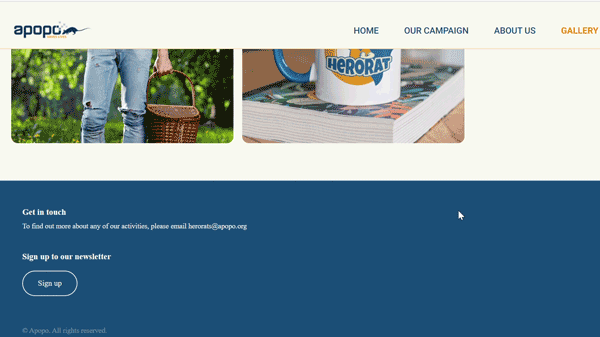 apopo
HOME
OUR CAMPAIGN
ABOUT US
GALLERY
HERORAT
Get in touch
To find out more about any of our activities, please email herorats@apopo.org
Sign up to our newsletter
Sign up
© Apopo. All rights reserved.